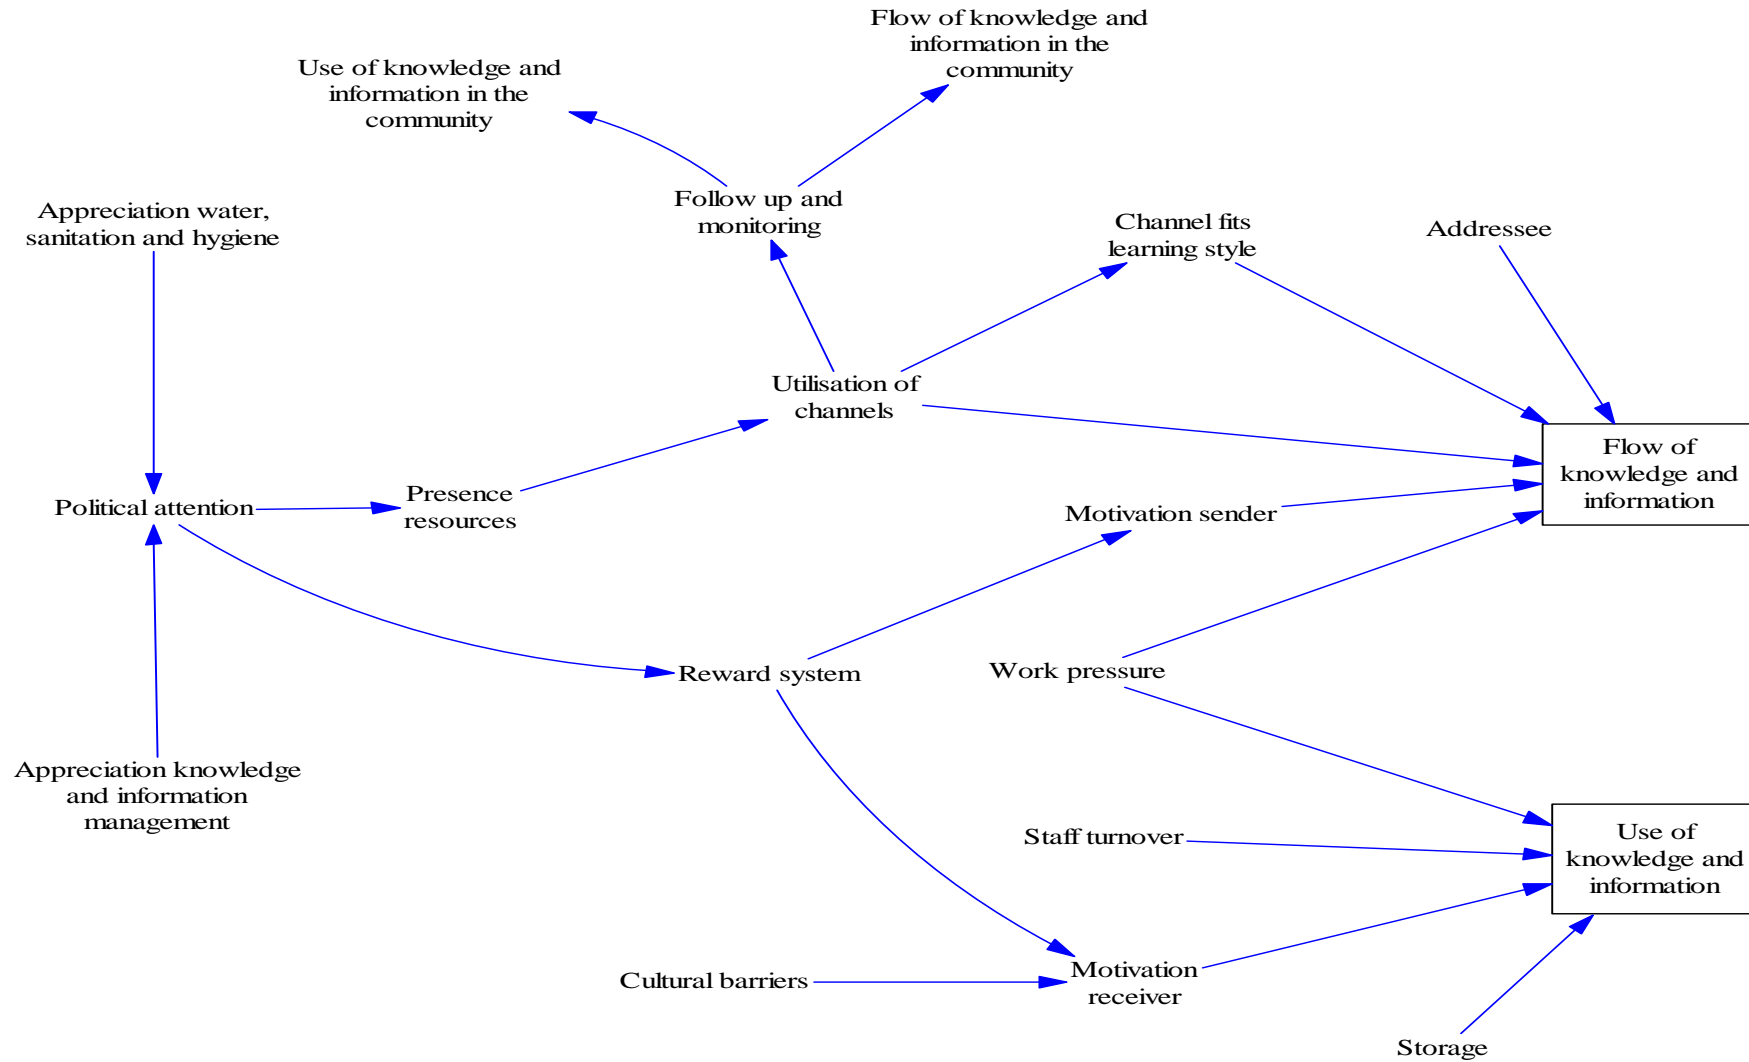 Flow of knowledge and
information in the
community
Use of knowledge and
information in the
community
Follow up and
monitoring
Appreciation water,
sanitation and hygiene
Channel fits
learning style
Addressee
Utilisation of
channels
Flow of
knowledge and
information
Political attention
Presence
resources
Motivation sender
Reward system
Work pressure
Appreciation knowledge
and information
management
Staff turnover
Use of
knowledge and
information
Cultural barriers
Motivation
receiver
Storage